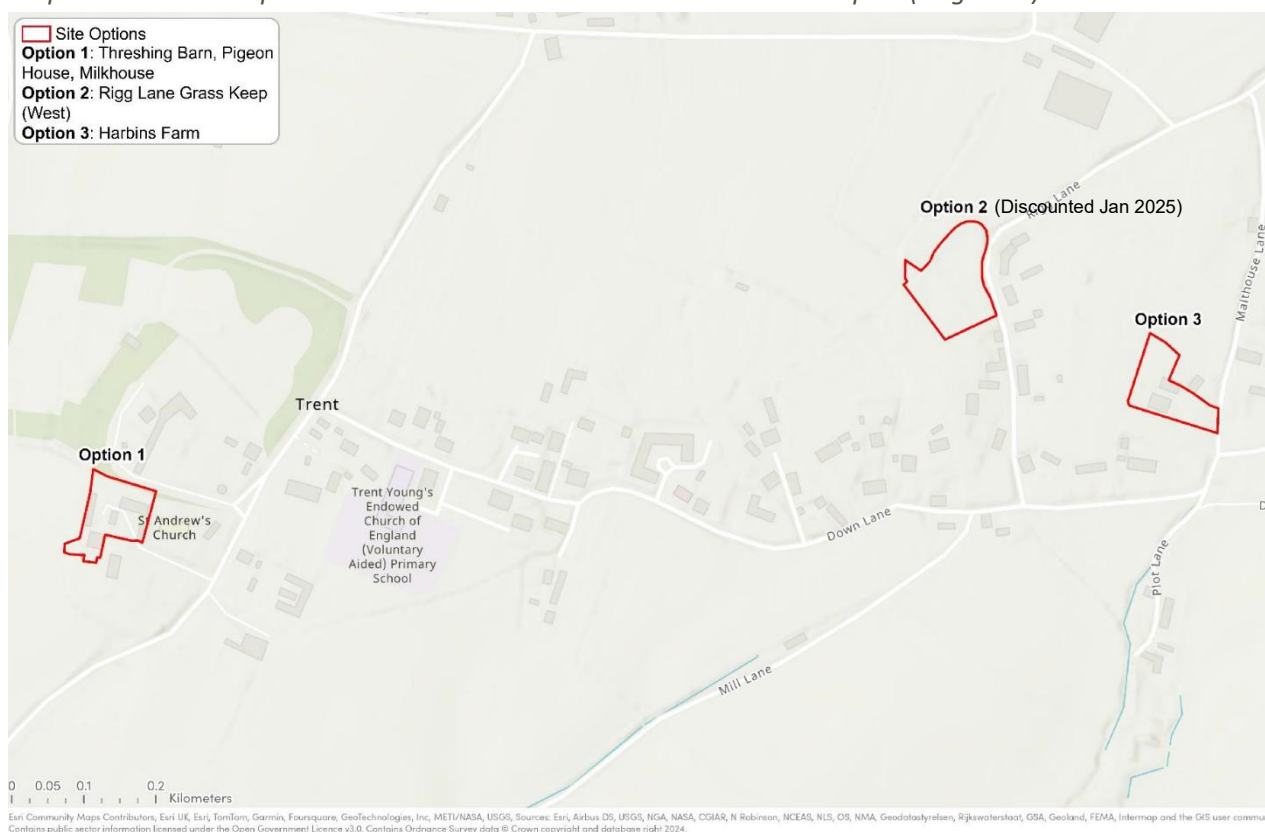 Site Options
Option 1: Threshing Barn, Pigeon
House, Milkhouse
Option 2: Rigg Lane Grass Keep
(West)
Option 3: Harbins Farm
Option 2 (Discounted Jan 2025)
Rigg Lane
Malthouse Lane
Option 3
Trent
Option 1
St Andrew's
Church
Trent Young's
Endowed
Church of
England
(Voluntary
Aided) Primary
School
Down Lane
Plot Lane
Mill Lane
0 0.05 0.1 0.2
Kilometers
Esri Community Maps Contributors, Esri UK, Esri, TomTom, Garmin, Foursquare, GeoTechnologies, Inc, METI/NASA, USGS, Sources: Esri, Airbus DS, USGS, NGA, NASA, CGIAR, N Robinson, NCEAS, NLS, OS, NMA, Geodatastyrelsen, Rijkswaterstaat, GSA, Geoland, FEMA, Intermap and the GIS user commu
Contains public sector information licensed under the Open Government Licence v3.0. Contains Ordnance Survey data © Crown copyright and database right 2024.